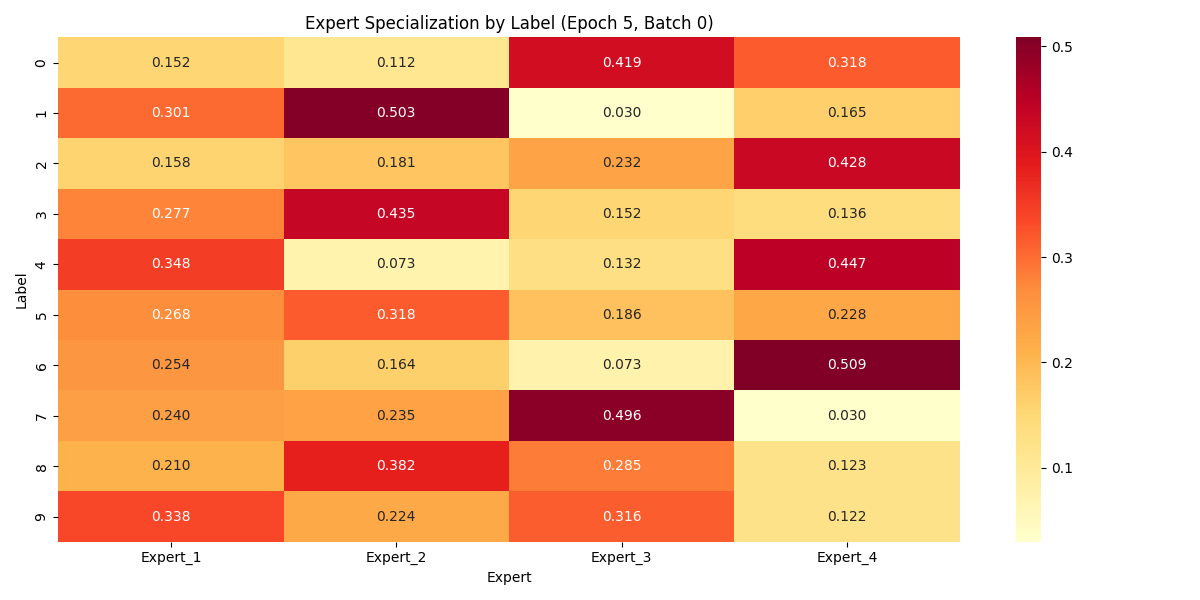 Expert Specialization by Label (Epoch 5, Batch 0)
Label
0 0.152 0.112 0.419 0.318
1 0.301 0.503 0.030 0.165
2 0.158 0.181 0.232 0.428
3 0.277 0.435 0.152 0.136
4 0.348 0.073 0.132 0.447
5 0.268 0.318 0.186 0.228
6 0.254 0.164 0.073 0.509
7 0.240 0.235 0.496 0.030
8 0.210 0.382 0.285 0.123
9 0.338 0.224 0.316 0.122
Expert_1 Expert_2 Expert_3 Expert_4
Expert
0.5
0.4
0.3
0.2
0.1